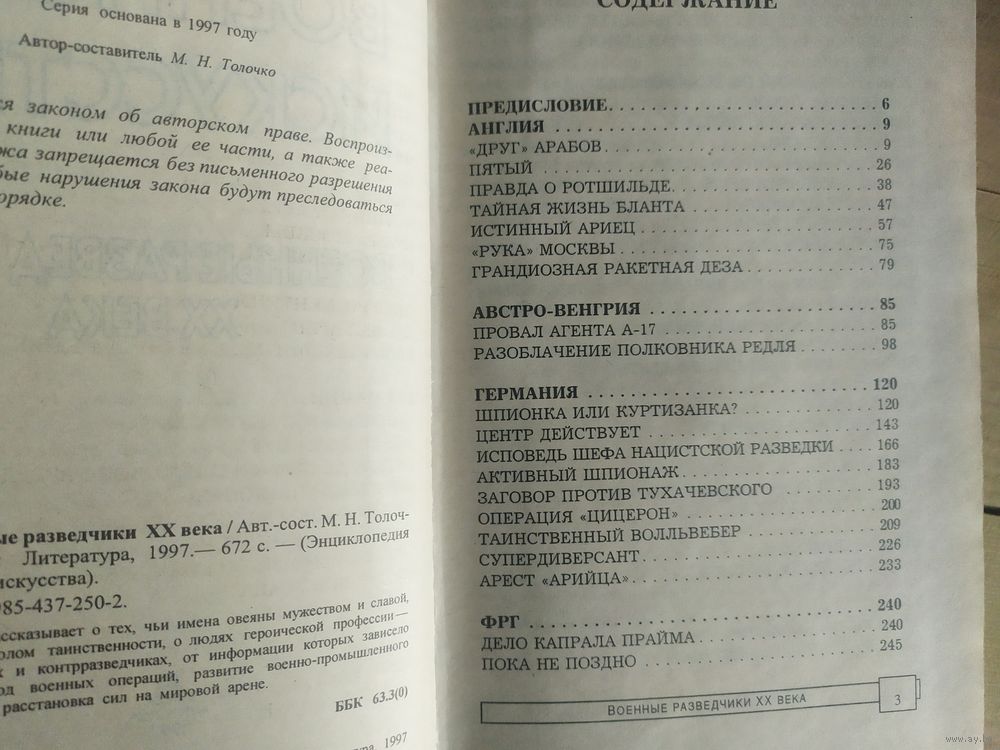 Серия основана в 1997 году
Автор-составитель М. Н. Толочко
ся законом об авторском праве. Воспроиз-
книги или любой ее части, а также реа-
жа запрещается без письменного разрешения
бые нарушения закона будут преследоваться
орядке.
ые разведчики XX века / Авт.-сост. М. Н. Толоч-
Литература, 1997.— 672 с. — (Энциклопедия
искусства).
985-437-250-2.
ссказывает о тех, чьи имена овеяны мужеством и славой,
олом таинственности, о людях героической профессии—
х и контрразведчиках, от информации которых зависело
од военных операций, развитие военно-промышленного
расстановка сил на мировой арене.
ББК 63.3(0)
ура, 1997
СОДЕРЖАНИЕ
ПРЕДИСЛОВИЕ. . . . . . . . . . . . . . . . . . . . . 6
АНГЛИЯ . . . . . . . . . . . . . . . . . . . . . . . . . 9
«ДРУГ» АРАБОВ. . . . . . . . . . . . . . . . . . . . . 9
ПЯТЫЙ . . . . . . . . . . . . . . . . . . . . . . . . . 26
ПРАВДА О РОТШИЛЬДЕ. . . . . . . . . . . . . . . . 38
ТАЙНАЯ ЖИЗНЬ БЛАНТА . . . . . . . . . . . . . . . 47
ИСТИННЫЙ АРИЕЦ . . . . . . . . . . . . . . . . . . 57
«РУКА» МОСКВЫ . . . . . . . . . . . . . . . . . . . 75
ГРАНДИОЗНАЯ РАКЕТНАЯ ДЕЗА . . . . . . . . . . . 79
АВСТРО-ВЕНГРИЯ . . . . . . . . . . . . . . . . . . . 85
ПРОВАЛ АГЕНТА А-17 . . . . . . . . . . . . . . . . . 85
РАЗОБЛАЧЕНИЕ ПОЛКОВНИКА РЕДЛЯ . . . . . . . 98
ГЕРМАНИЯ . . . . . . . . . . . . . . . . . . . . . . . 120
ШПИОНКА ИЛИ КУРТИЗАНКА? . . . . . . . . . . . . 120
ЦЕНТР ДЕЙСТВУЕТ . . . . . . . . . . . . . . . . . . 143
ИСПОВЕДЬ ШЕФА НАЦИСТСКОЙ РАЗВЕДКИ . . . . 166
АКТИВНЫЙ ШПИОНАЖ . . . . . . . . . . . . . . . . 183
ЗАГОВОР ПРОТИВ ТУХАЧЕВСКОГО . . . . . . . . . 193
ОПЕРАЦИЯ «ЦИЦЕРОН» . . . . . . . . . . . . . . . . 200
ТАИНСТВЕННЫЙ ВОЛЛЬВЕБЕР . . . . . . . . . . . . 209
СУПЕРДИВЕРСАНТ . . . . . . . . . . . . . . . . . . . 226
АРЕСТ «АРИЙЦА» . . . . . . . . . . . . . . . . . . . 233
ФРГ . . . . . . . . . . . . . . . . . . . . . . . . . . . 240
ДЕЛО КАПРАЛА ПРАЙМА . . . . . . . . . . . . . . . 240
ПОКА НЕ ПОЗДНО . . . . . . . . . . . . . . . . . . . 245
ВОЕННЫЕ РАЗВЕДЧИКИ XX ВЕКА
3